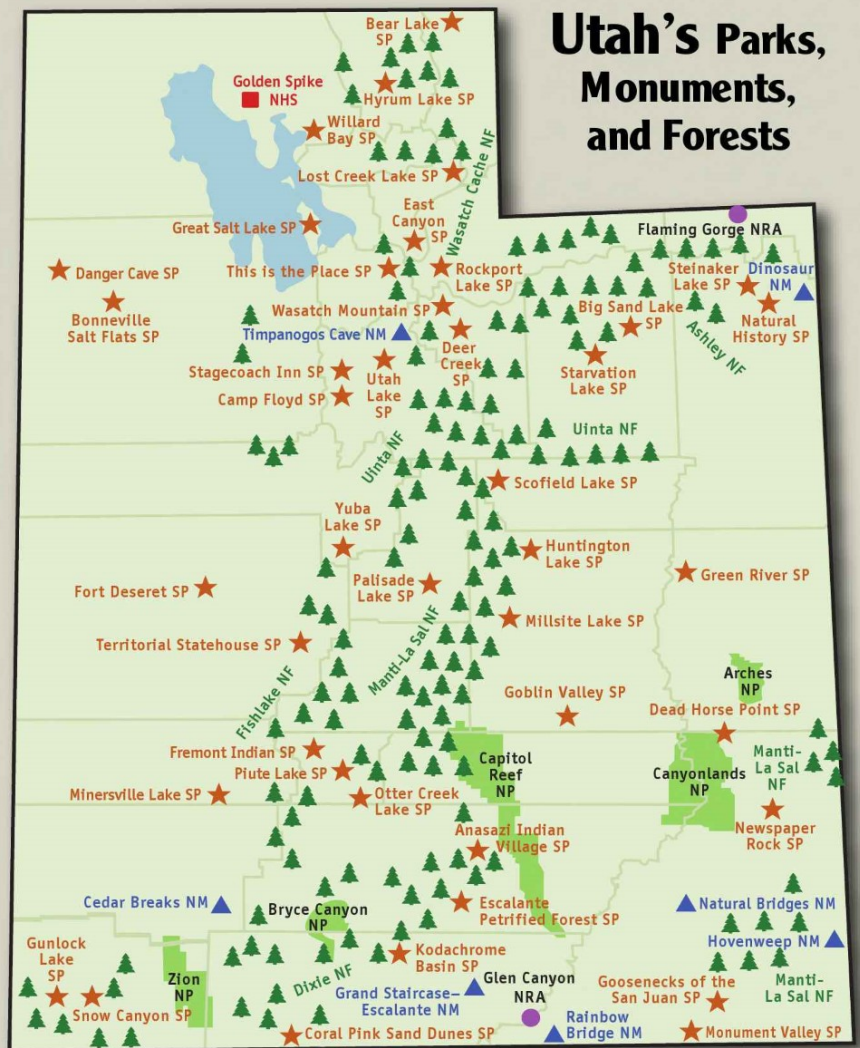 Utah's Parks,
Monuments,
and Forests
Bear Lake
SP
Golden Spike
NHS
Hyrum Lake SP
Willard
Bay SP
Wasatch Cache NF
Lost Creek Lake SP
East
Canyon
SP
Great Salt Lake SP
Flaming Gorge NRA
Danger Cave SP
This is the Place SP
Rockport
Lake SP
Steinaker
Lake SP
Dinosaur
NM
Bonneville
Salt Flats SP
Wasatch Mountain SP
Big Sand Lake
SP
Natural
History SP
Timpanogos Cave NM
Deer
Creek
SP
Ashley NF
Stagecoach Inn SP
Utah
Lake
SP
Starvation
Lake SP
Camp Floyd SP
Uinta NF
Uinta NF
Scofield Lake SP
Yuba
Lake SP
Huntington
Lake SP
Fort Deseret SP
Palisade
Lake SP
Green River SP
Millsite Lake SP
Territorial Statehouse SP
Manti-La Sal NF
Fishlake NF
Arches
NP
Goblin Valley SP
Dead Horse Point SP
Fremont Indian SP
Capitol
Reef
NP
Canyonlands
NP
Manti-
La Sal
NF
Piute Lake SP
Minersville Lake SP
Otter Creek
Lake SP
Newspaper
Rock SP
Anasazi Indian
Village SP
Cedar Breaks NM
Bryce Canyon
NP
Escalante
Petrified Forest SP
Natural Bridges NM
Hovenweep NM
Gunlock
Lake
SP
Kodachrome
Basin SP
Zion
NP
Dixie NF
Glen Canyon
NRA
Goosenecks of the
San Juan SP
Manti-
La Sal NF
Grand Staircase–
Escalante NM
Snow Canyon SP
Coral Pink Sand Dunes SP
Rainbow
Bridge NM
Monument Valley SP